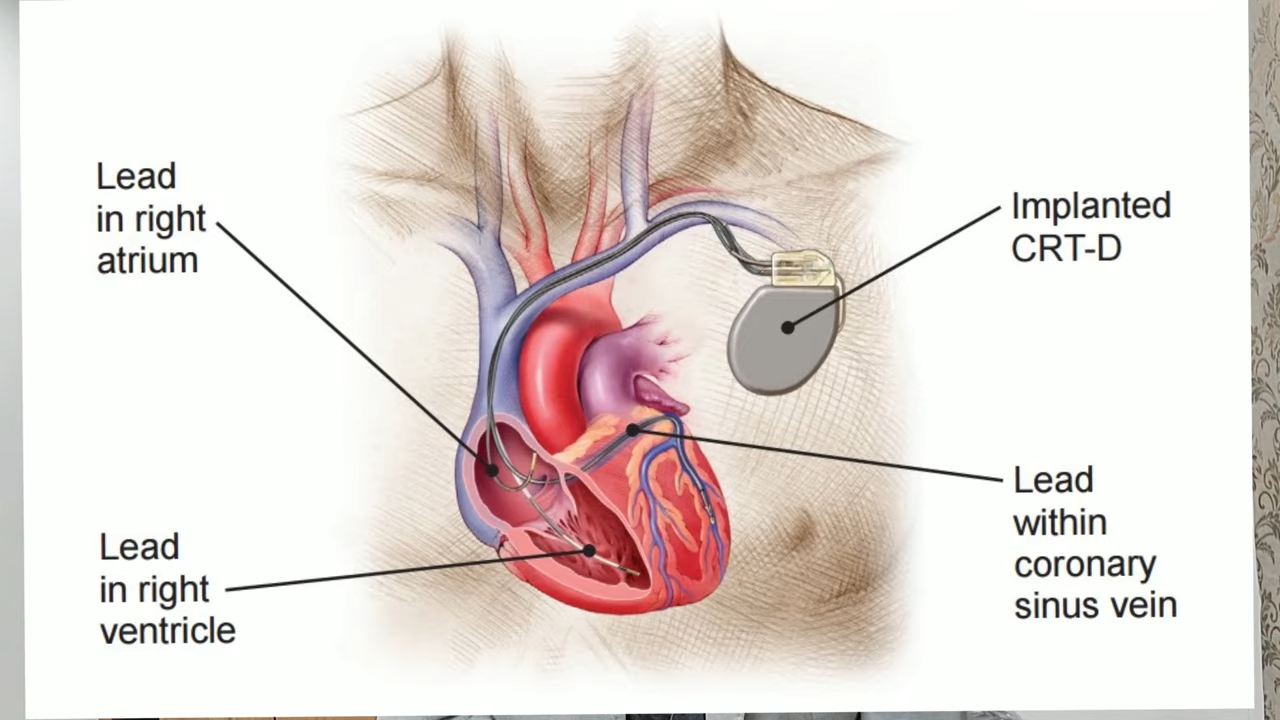 Lead
in right
atrium
Implanted
CRT-D
Lead
in right
ventricle
Lead
within
coronary
sinus vein